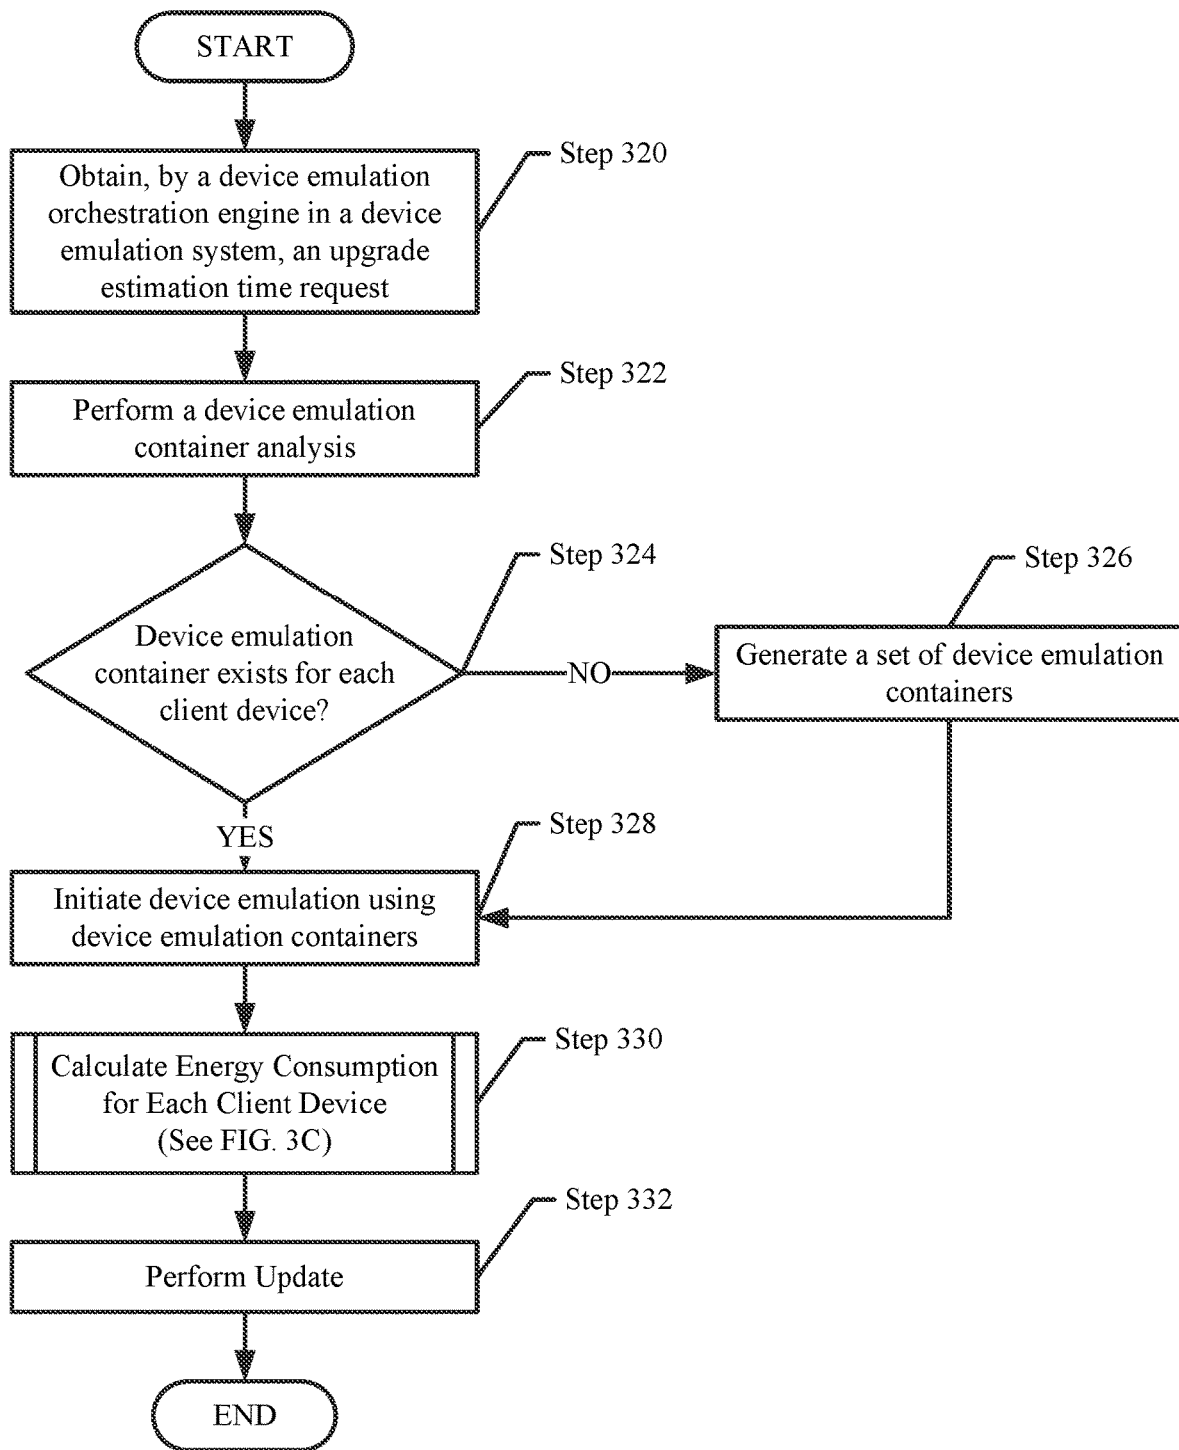 START
Step 320
Obtain, by a device emulation
orchestration engine in a device
emulation system, an upgrade
estimation time request
Step 322
Perform a device emulation
container analysis
Step 324
Step 326
Device emulation
container exists for each
client device?
NO
Generate a set of device emulation
containers
YES
Step 328
Initiate device emulation using
device emulation containers
Step 330
Calculate Energy Consumption
for Each Client Device
(See FIG. 3C)
Step 332
Perform Update
END